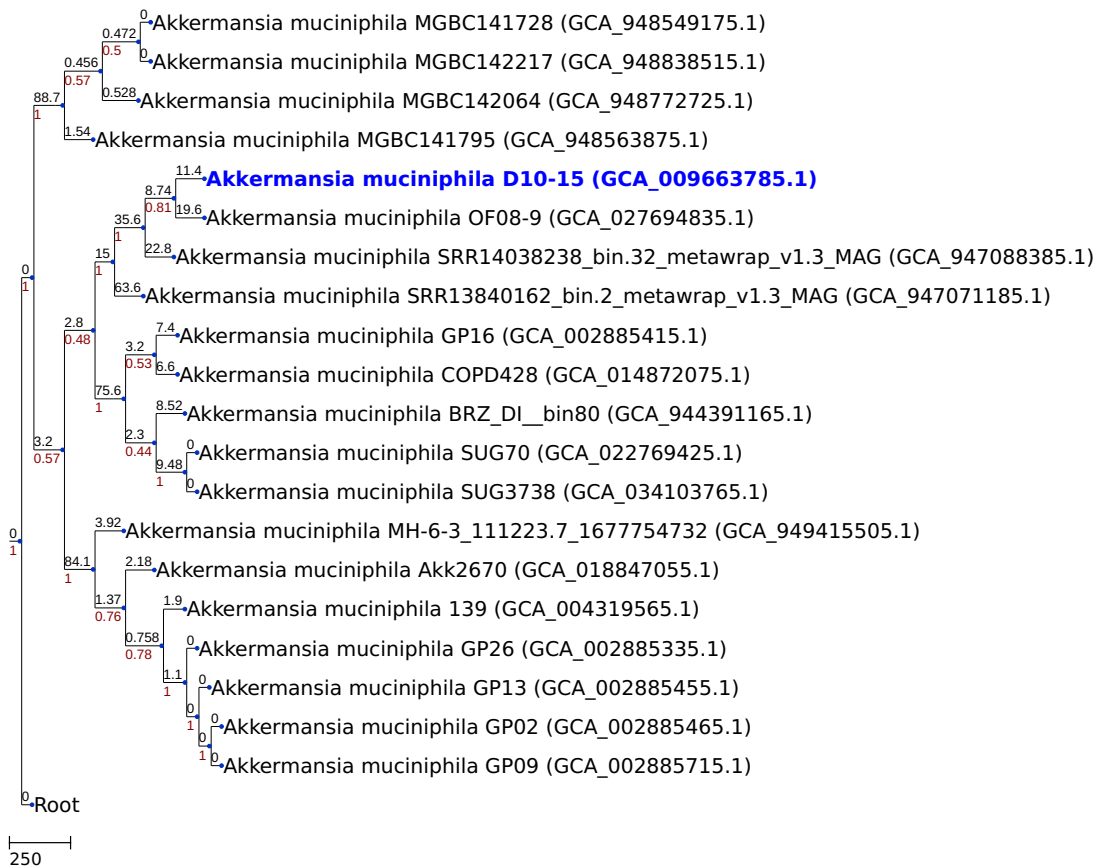 0
Akkermansia muciniphila MGBC141728 (GCA_948549175.1)
0.472
0.5
0
Akkermansia muciniphila MGBC142217 (GCA_948838515.1)
0.456
0.57
0.528
Akkermansia muciniphila MGBC142064 (GCA_948772725.1)
88.7
1
1.54
Akkermansia muciniphila MGBC141795 (GCA_948563875.1)
11.4
Akkermansia muciniphila D10-15 (GCA_009663785.1)
8.74
0.81
19.6
Akkermansia muciniphila OF08-9 (GCA_027694835.1)
35.6
1
22.8
Akkermansia muciniphila SRR14038238_bin.32_metawrap_v1.3_MAG (GCA_947088385.1)
15
1
63.6
Akkermansia muciniphila SRR13840162_bin.2_metawrap_v1.3_MAG (GCA_947071185.1)
0
1
2.8
0.48
7.4
Akkermansia muciniphila GP16 (GCA_002885415.1)
3.2
0.53
6.6
Akkermansia muciniphila COPD428 (GCA_014872075.1)
75.6
1
8.52
Akkermansia muciniphila BRZ_DI__bin80 (GCA_944391165.1)
2.3
0.44
0
Akkermansia muciniphila SUG70 (GCA_022769425.1)
9.48
1
0
Akkermansia muciniphila SUG3738 (GCA_034103765.1)
3.2
0.57
3.92
Akkermansia muciniphila MH-6-3_111223.7_1677754732 (GCA_949415505.1)
0
1
84.1
1
2.18
Akkermansia muciniphila Akk2670 (GCA_018847055.1)
1.37
0.76
1.9
Akkermansia muciniphila 139 (GCA_004319565.1)
0.758
0.78
0
Akkermansia muciniphila GP26 (GCA_002885335.1)
1.1
1
0
Akkermansia muciniphila GP13 (GCA_002885455.1)
0
1
0
Akkermansia muciniphila GP02 (GCA_002885465.1)
0
1
0
Akkermansia muciniphila GP09 (GCA_002885715.1)
0
Root
250